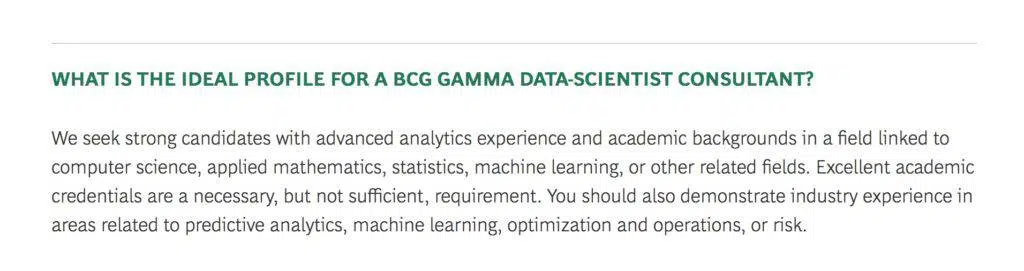 WHAT IS THE IDEAL PROFILE FOR A BCG GAMMA DATA-SCIENTIST CONSULTANT?
We seek strong candidates with advanced analytics experience and academic backgrounds in a field linked to
computer science, applied mathematics, statistics, machine learning, or other related fields. Excellent academic
credentials are a necessary, but not sufficient, requirement. You should also demonstrate industry experience in
areas related to predictive analytics, machine learning, optimization and operations, or risk.